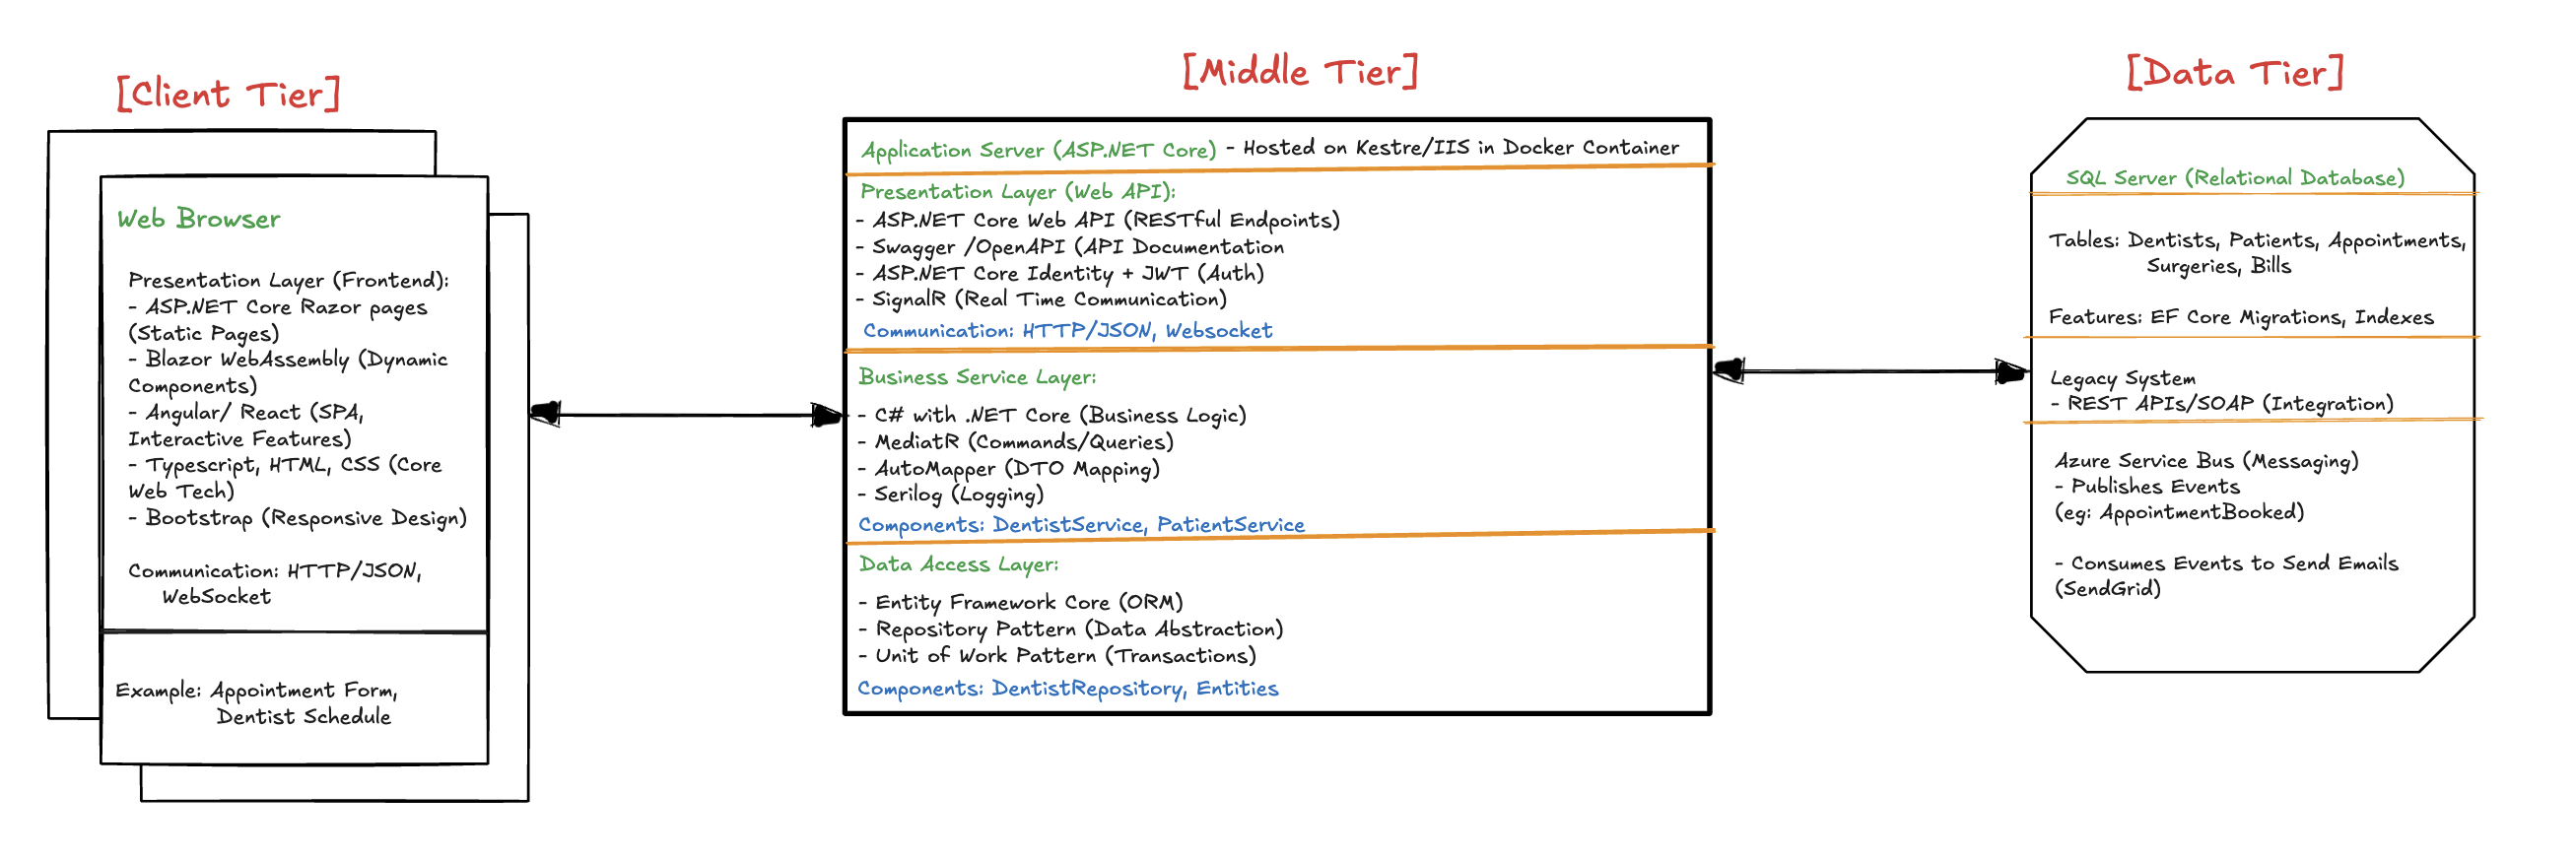 [Client Tier]
Web Browser
Presentation Layer (Frontend):
- ASP.NET Core Razor pages
(Static Pages)
- Blazor WebAssembly (Dynamic
Components)
- Angular/ React (SPA,
Interactive Features)
- Typescript, HTML, CSS (Core
Web Tech)
- Bootstrap (Responsive Design)
Communication: HTTP/JSON,
WebSocket
Example: Appointment Form,
Dentist Schedule
[Middle Tier]
Application Server (ASP.NET Core) - Hosted on Kestre/IIS in Docker Container
Presentation Layer (Web API):
- ASP.NET Core Web API (RESTful Endpoints)
- Swagger /OpenAPI (API Documentation
- ASP.NET Core Identity + JWT (Auth)
- SignalR (Real Time Communication)
Communication: HTTP/JSON, Websocket
Business Service Layer:
- C# with .NET Core (Business Logic)
- MediatR (Commands/Queries)
- AutoMapper (DTO Mapping)
- Serilog (Logging)
Components: DentistService, PatientService
Data Access Layer:
- Entity Framework Core (ORM)
- Repository Pattern (Data Abstraction)
- Unit of Work Pattern (Transactions)
Components: DentistRepository, Entities
[Data Tier]
SQL Server (Relational Database)
Tables: Dentists, Patients, Appointments,
Surgeries, Bills
Features: EF Core Migrations, Indexes
Legacy System
- REST APIs/SOAP (Integration)
Azure Service Bus (Messaging)
- Publishes Events
(eg: AppointmentBooked)
- Consumes Events to Send Emails
(SendGrid)